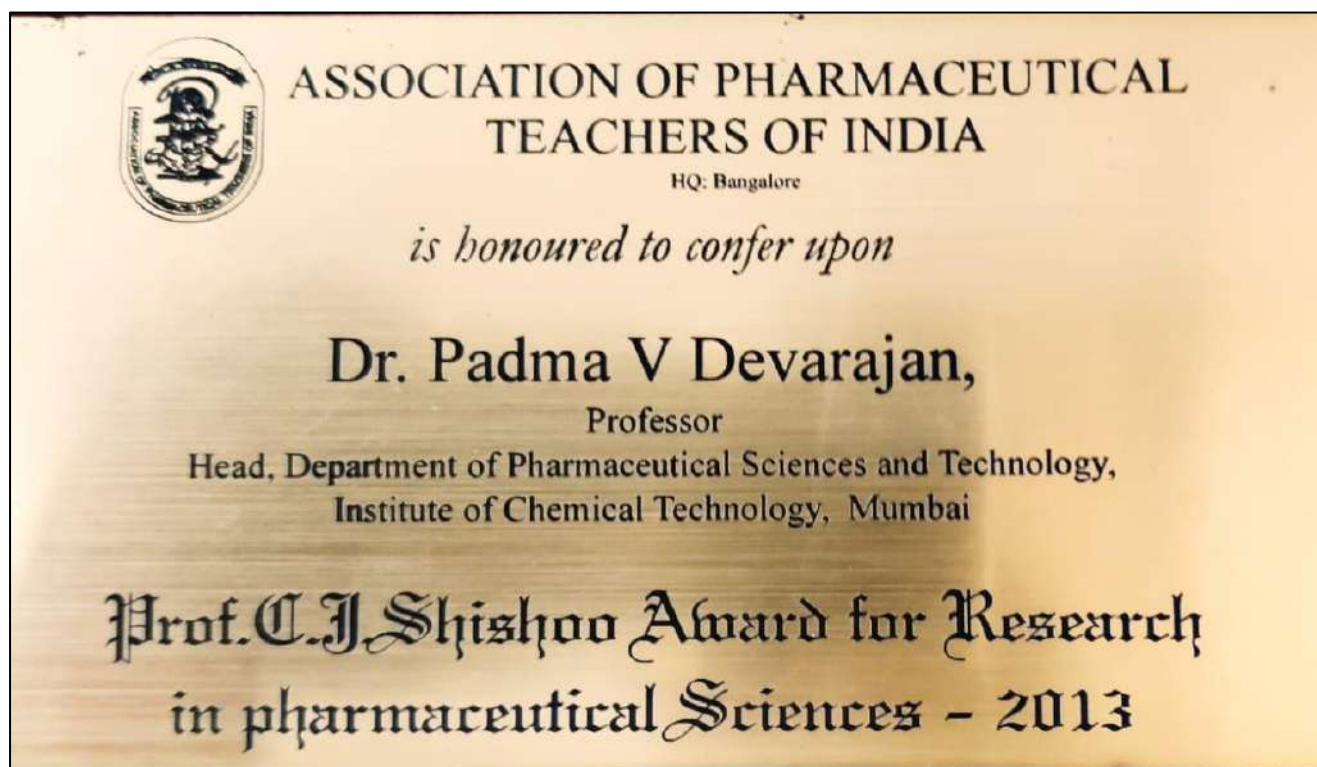 ASSOCIATION OF PHARMACEUTICAL
TEACHERS OF INDIA
HQ: Bangalore
is honoured to confer upon
Dr. Padma V Devarajan,
Professor
Head, Department of Pharmaceutical Sciences and Technology,
Institute of Chemical Technology, Mumbai
Prof.C.J.Shishoo Award for Research
in pharmaceutical Sciences - 2013